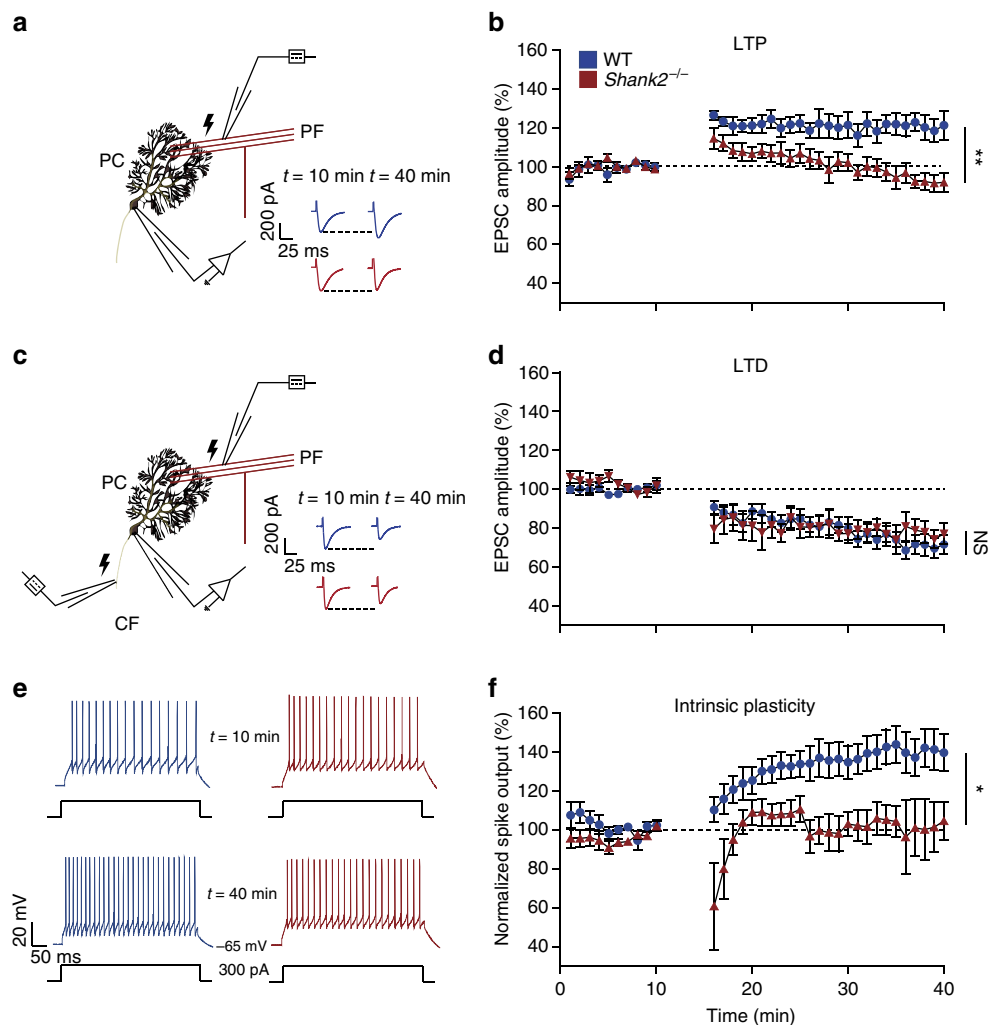 a
PC
PF
t = 10 min t = 40 min
200 pA
25 ms
b
LTP
WT
Shank2−/−
EPSC amplitude (%)
160
140
120
100
80
60
40
**
c
PC
PF
CF
t = 10 min t = 40 min
200 pA
25 ms
d
LTD
EPSC amplitude (%)
160
140
120
100
80
60
40
NS
e
t = 10 min
t = 40 min
20 mV
50 ms
−65 mV
300 pA
f
Intrinsic plasticity
Normalized spike output (%)
160
140
120
100
80
60
40
*
0 10 20 30 40
Time (min)